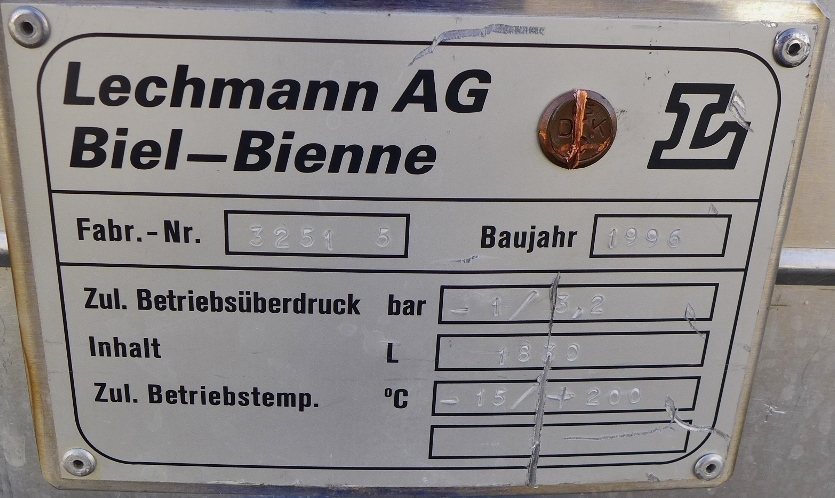 Lechmann AG
Biel–Bienne
L
Fabr.-Nr. 3251 5 Baujahr 1996
Zul. Betriebsüberdruck bar - 1 / 3,2
Inhalt L
Zul. Betriebstemp. °C - 15 / + 200